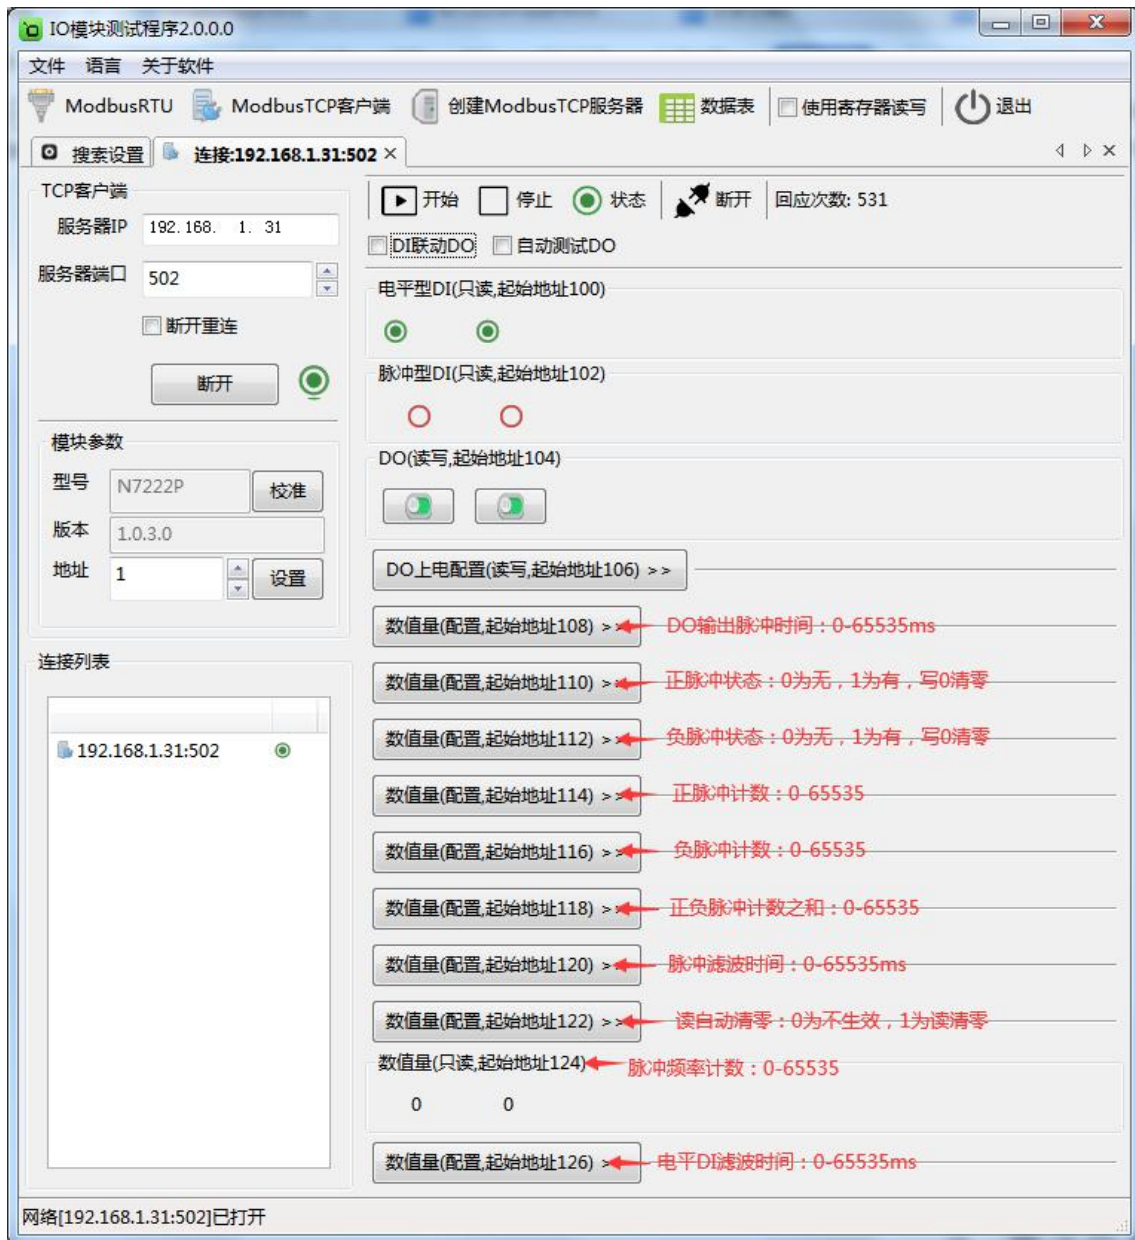 IO模块测试程序2.0.0.0
文件 语言 关于软件
ModbusRTU ModbusTCP客户端 创建ModbusTCP服务器 数据表 使用寄存器读写 退出
搜索设置 连接:192.168.1.31:502
TCP客户端
服务器IP 192.168. 1. 31
服务器端口 502
断开重连
断开
模块参数
型号 N7222P 校准
版本 1.0.3.0
地址 1 设置
连接列表
192.168.1.31:502
开始 停止 状态 断开 回应次数: 531
DI联动DO 自动测试DO
电平型DI(只读,起始地址100)
脉冲型DI(只读,起始地址102)
DO(读写,起始地址104)
DO上电配置(读写,起始地址106) >>
数值量(配置,起始地址108) >> DO输出脉冲时间：0-65535ms
数值量(配置,起始地址110) >> 正脉冲状态：0为无，1为有，写0清零
数值量(配置,起始地址112) >> 负脉冲状态：0为无，1为有，写0清零
数值量(配置,起始地址114) >> 正脉冲计数：0-65535
数值量(配置,起始地址116) >> 负脉冲计数：0-65535
数值量(配置,起始地址118) >> 正负脉冲计数之和：0-65535
数值量(配置,起始地址120) >> 脉冲滤波时间：0-65535ms
数值量(配置,起始地址122) >> 读自动清零：0为不生效，1为读清零
数值量(只读,起始地址124) 脉冲频率计数：0-65535
0 0
数值量(配置,起始地址126) >> 电平DI滤波时间：0-65535ms
网络[192.168.1.31:502]已打开